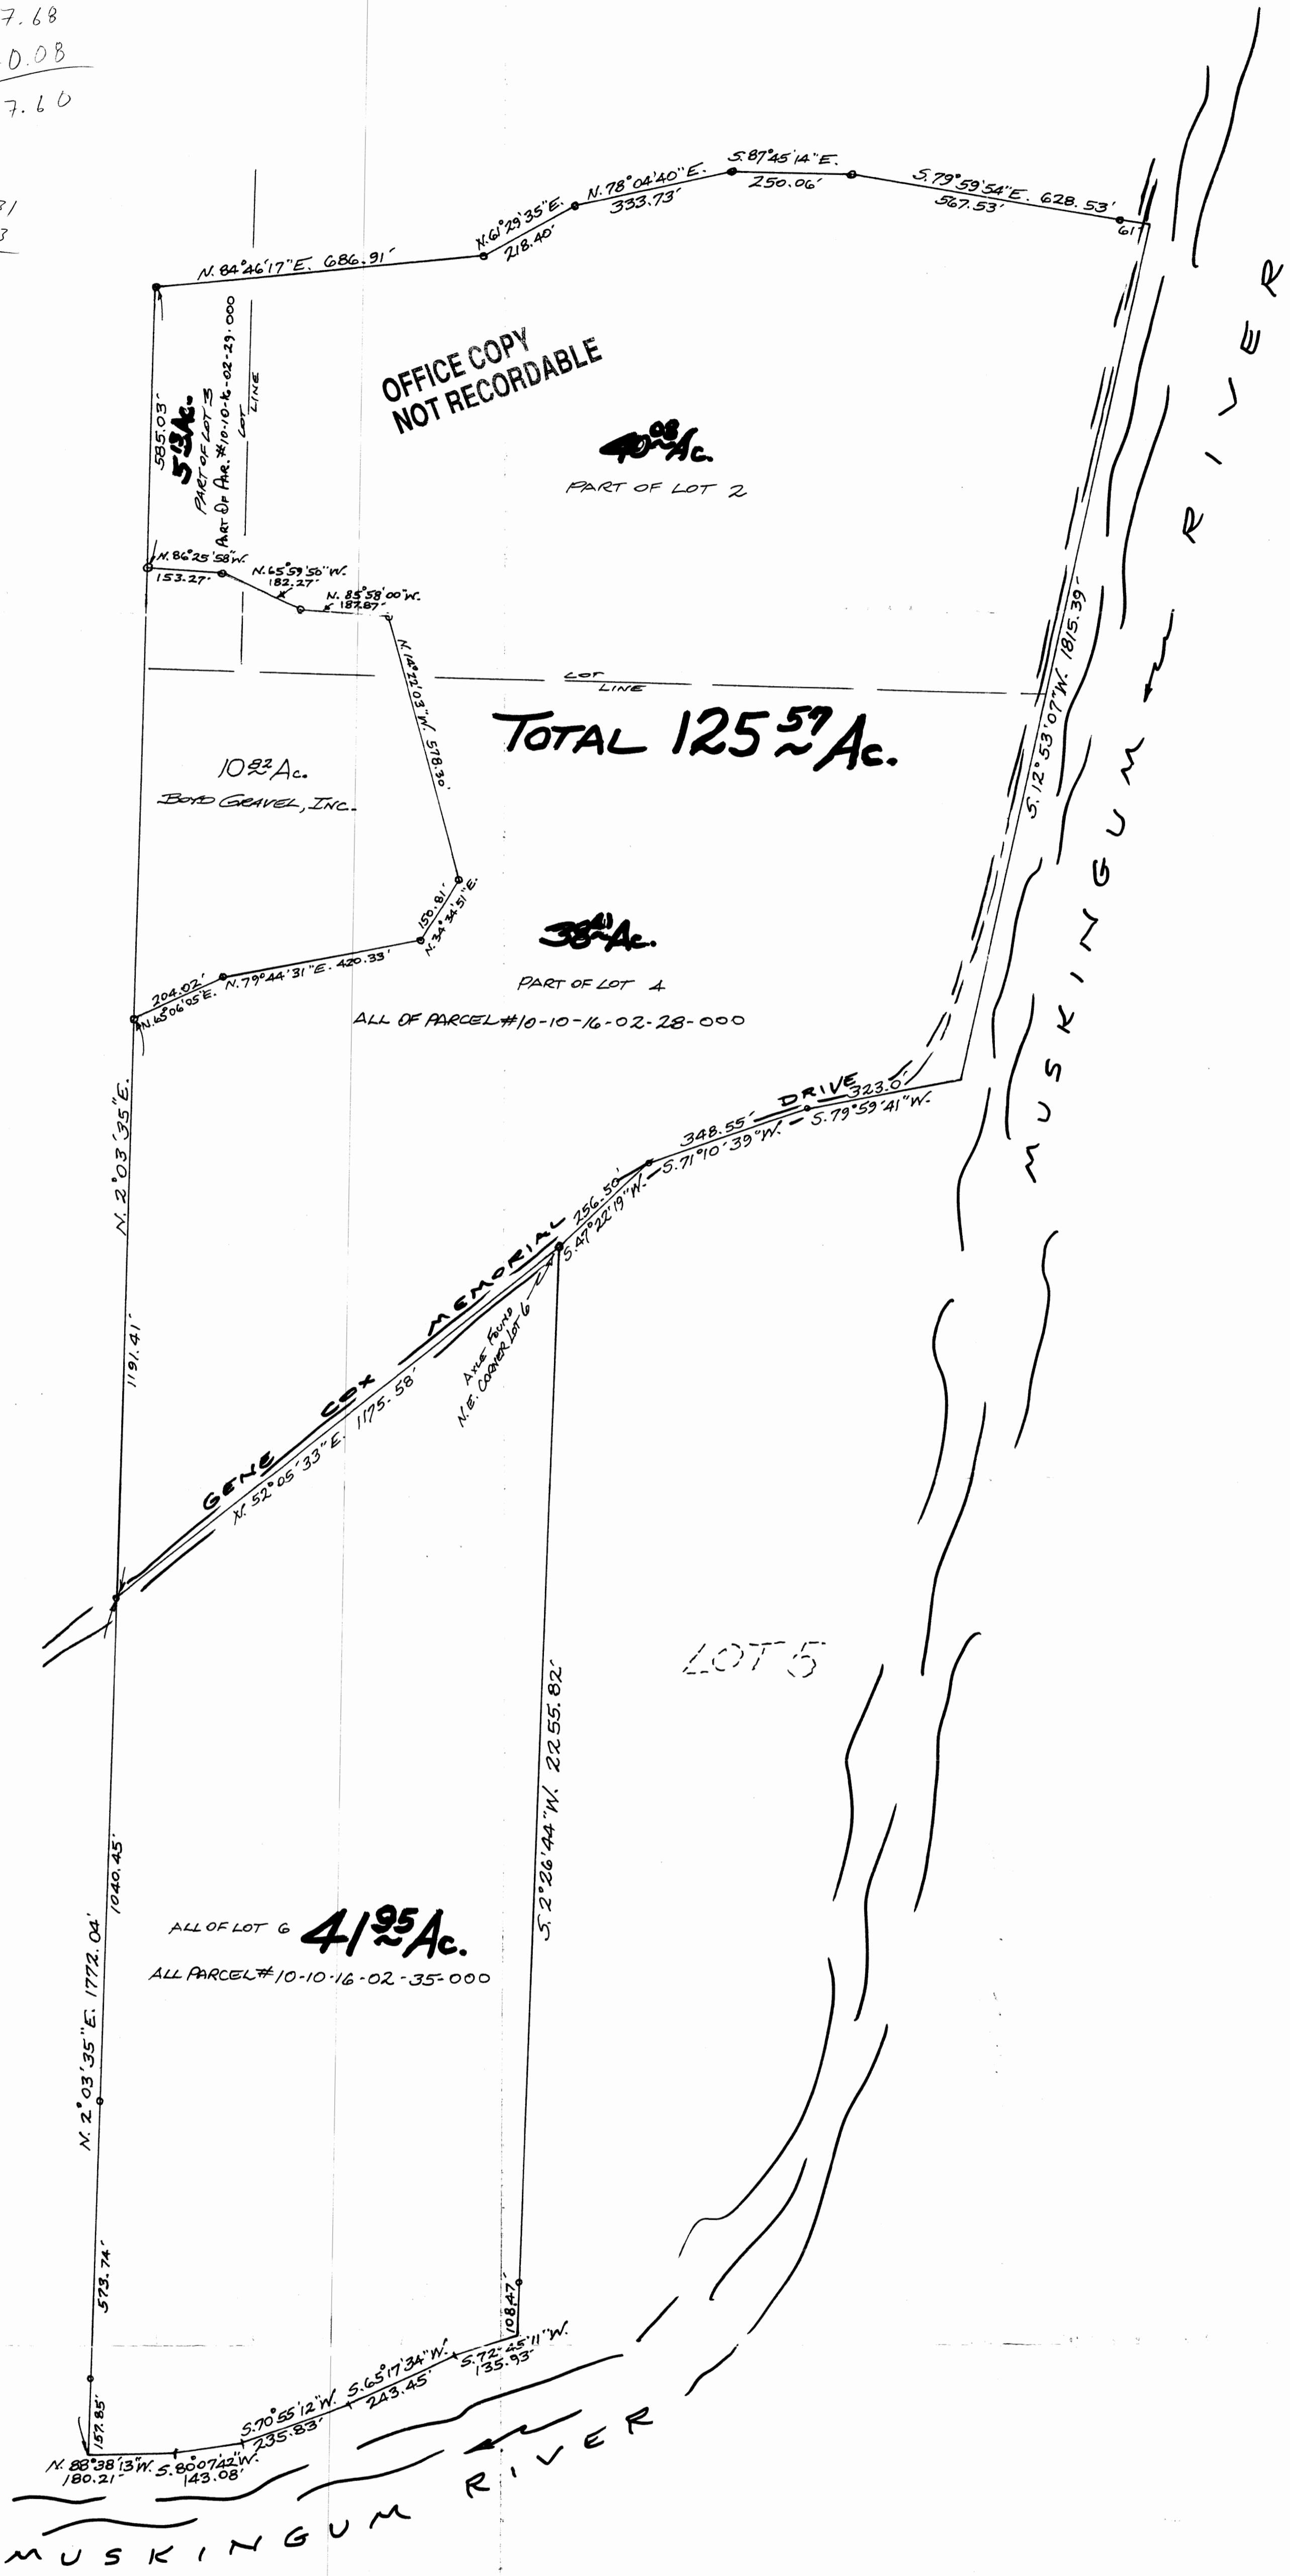 7.68
0.08
7.60
S.87°45'14"E.
250.06'
N.78°04'40"E.
333.73'
S.79°59'54"E. 628.53'
567.53'
61'
N.61°29'35"E.
218.40'
N.84°46'17"E. 686.91'
585.03'
5.13 Ac.
PART OF LOT 3
PART OF PAR.#10-10-16-02-29-000
LOT
LINE
OFFICE COPY
NOT RECORDABLE
40.08 Ac.
PART OF LOT 2
N.86°25'58"W.
153.27'
N.65°59'50"W.
182.27'
N.85°58'00"W.
187.87'
N.14°22'03"W. 578.30'
LOT
LINE
TOTAL 125.57 Ac.
S.12°53'07"W. 1815.39'
10.82 Ac.
BOYD GRAVEL, INC.
150.81'
N.34°34'51"E.
38.41 Ac.
PART OF LOT 4
ALL OF PARCEL #10-10-16-02-28-000
204.02'
N.65°06'05"E.
N.79°44'31"E. 420.33'
N.2°03'35"E.
1191.41'
DRIVE
323.0'
S.79°59'41"W.
348.55'
S.71°10'39"W.
256.50'
S.47°22'19"W.
GENE COX MEMORIAL
N.52°05'33"E. 1175.58'
AXLE FOUND
N.E. CORNER LOT 6
MUSKINGUM RIVER
LOT 5
S.2°26'44"W. 2255.82'
1040.45'
ALL OF LOT 6 41.95 Ac.
ALL PARCEL #10-10-16-02-35-000
N.2°03'35"E. 1772.04'
573.74'
108.47'
157.85'
S.72°45'11"W.
135.93'
S.65°17'34"W.
243.45'
S.70°55'12"W.
235.83'
S.80°07'42"W.
143.08'
N.88°38'13"W.
180.21'
MUSKINGUM RIVER